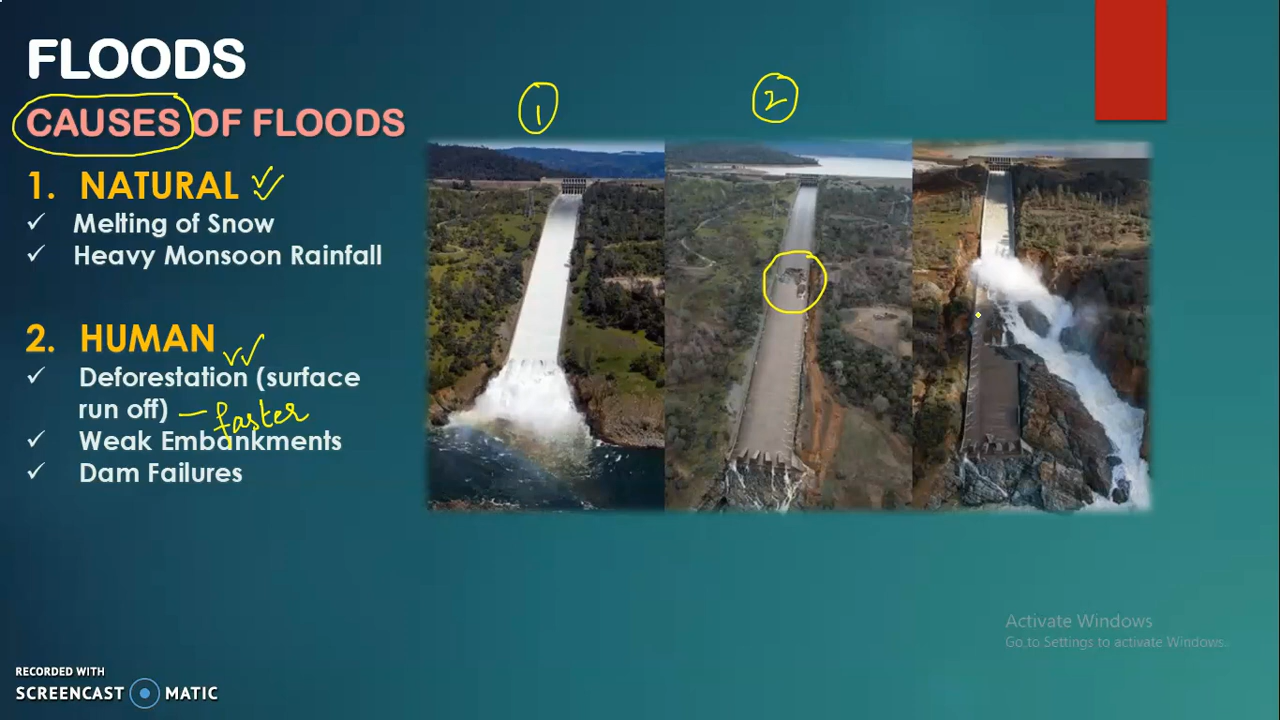 FLOODS
CAUSES OF FLOODS
1
2
1. NATURAL
✓ Melting of Snow
✓ Heavy Monsoon Rainfall
2. HUMAN
✓ Deforestation (surface
run off) — faster
✓ Weak Embankments
✓ Dam Failures
Activate Windows
Go to Settings to activate Windows.
RECORDED WITH
SCREENCAST MATIC